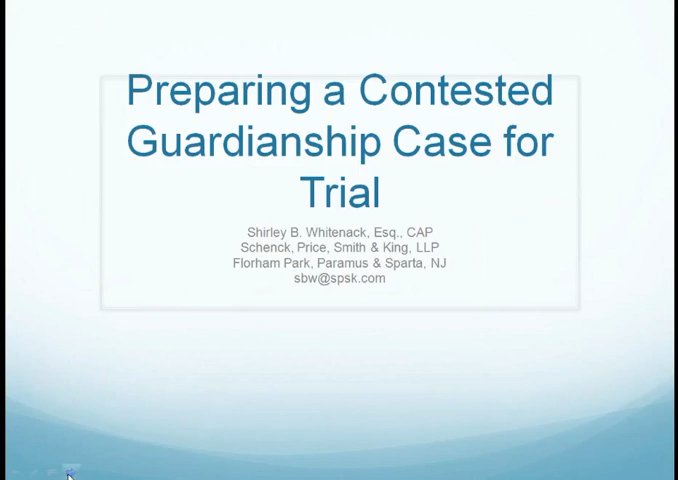 Preparing a Contested
Guardianship Case for
Trial
Shirley B. Whitenack, Esq., CAP
Schenck, Price, Smith & King, LLP
Florham Park, Paramus & Sparta, NJ
sbw@spsk.com